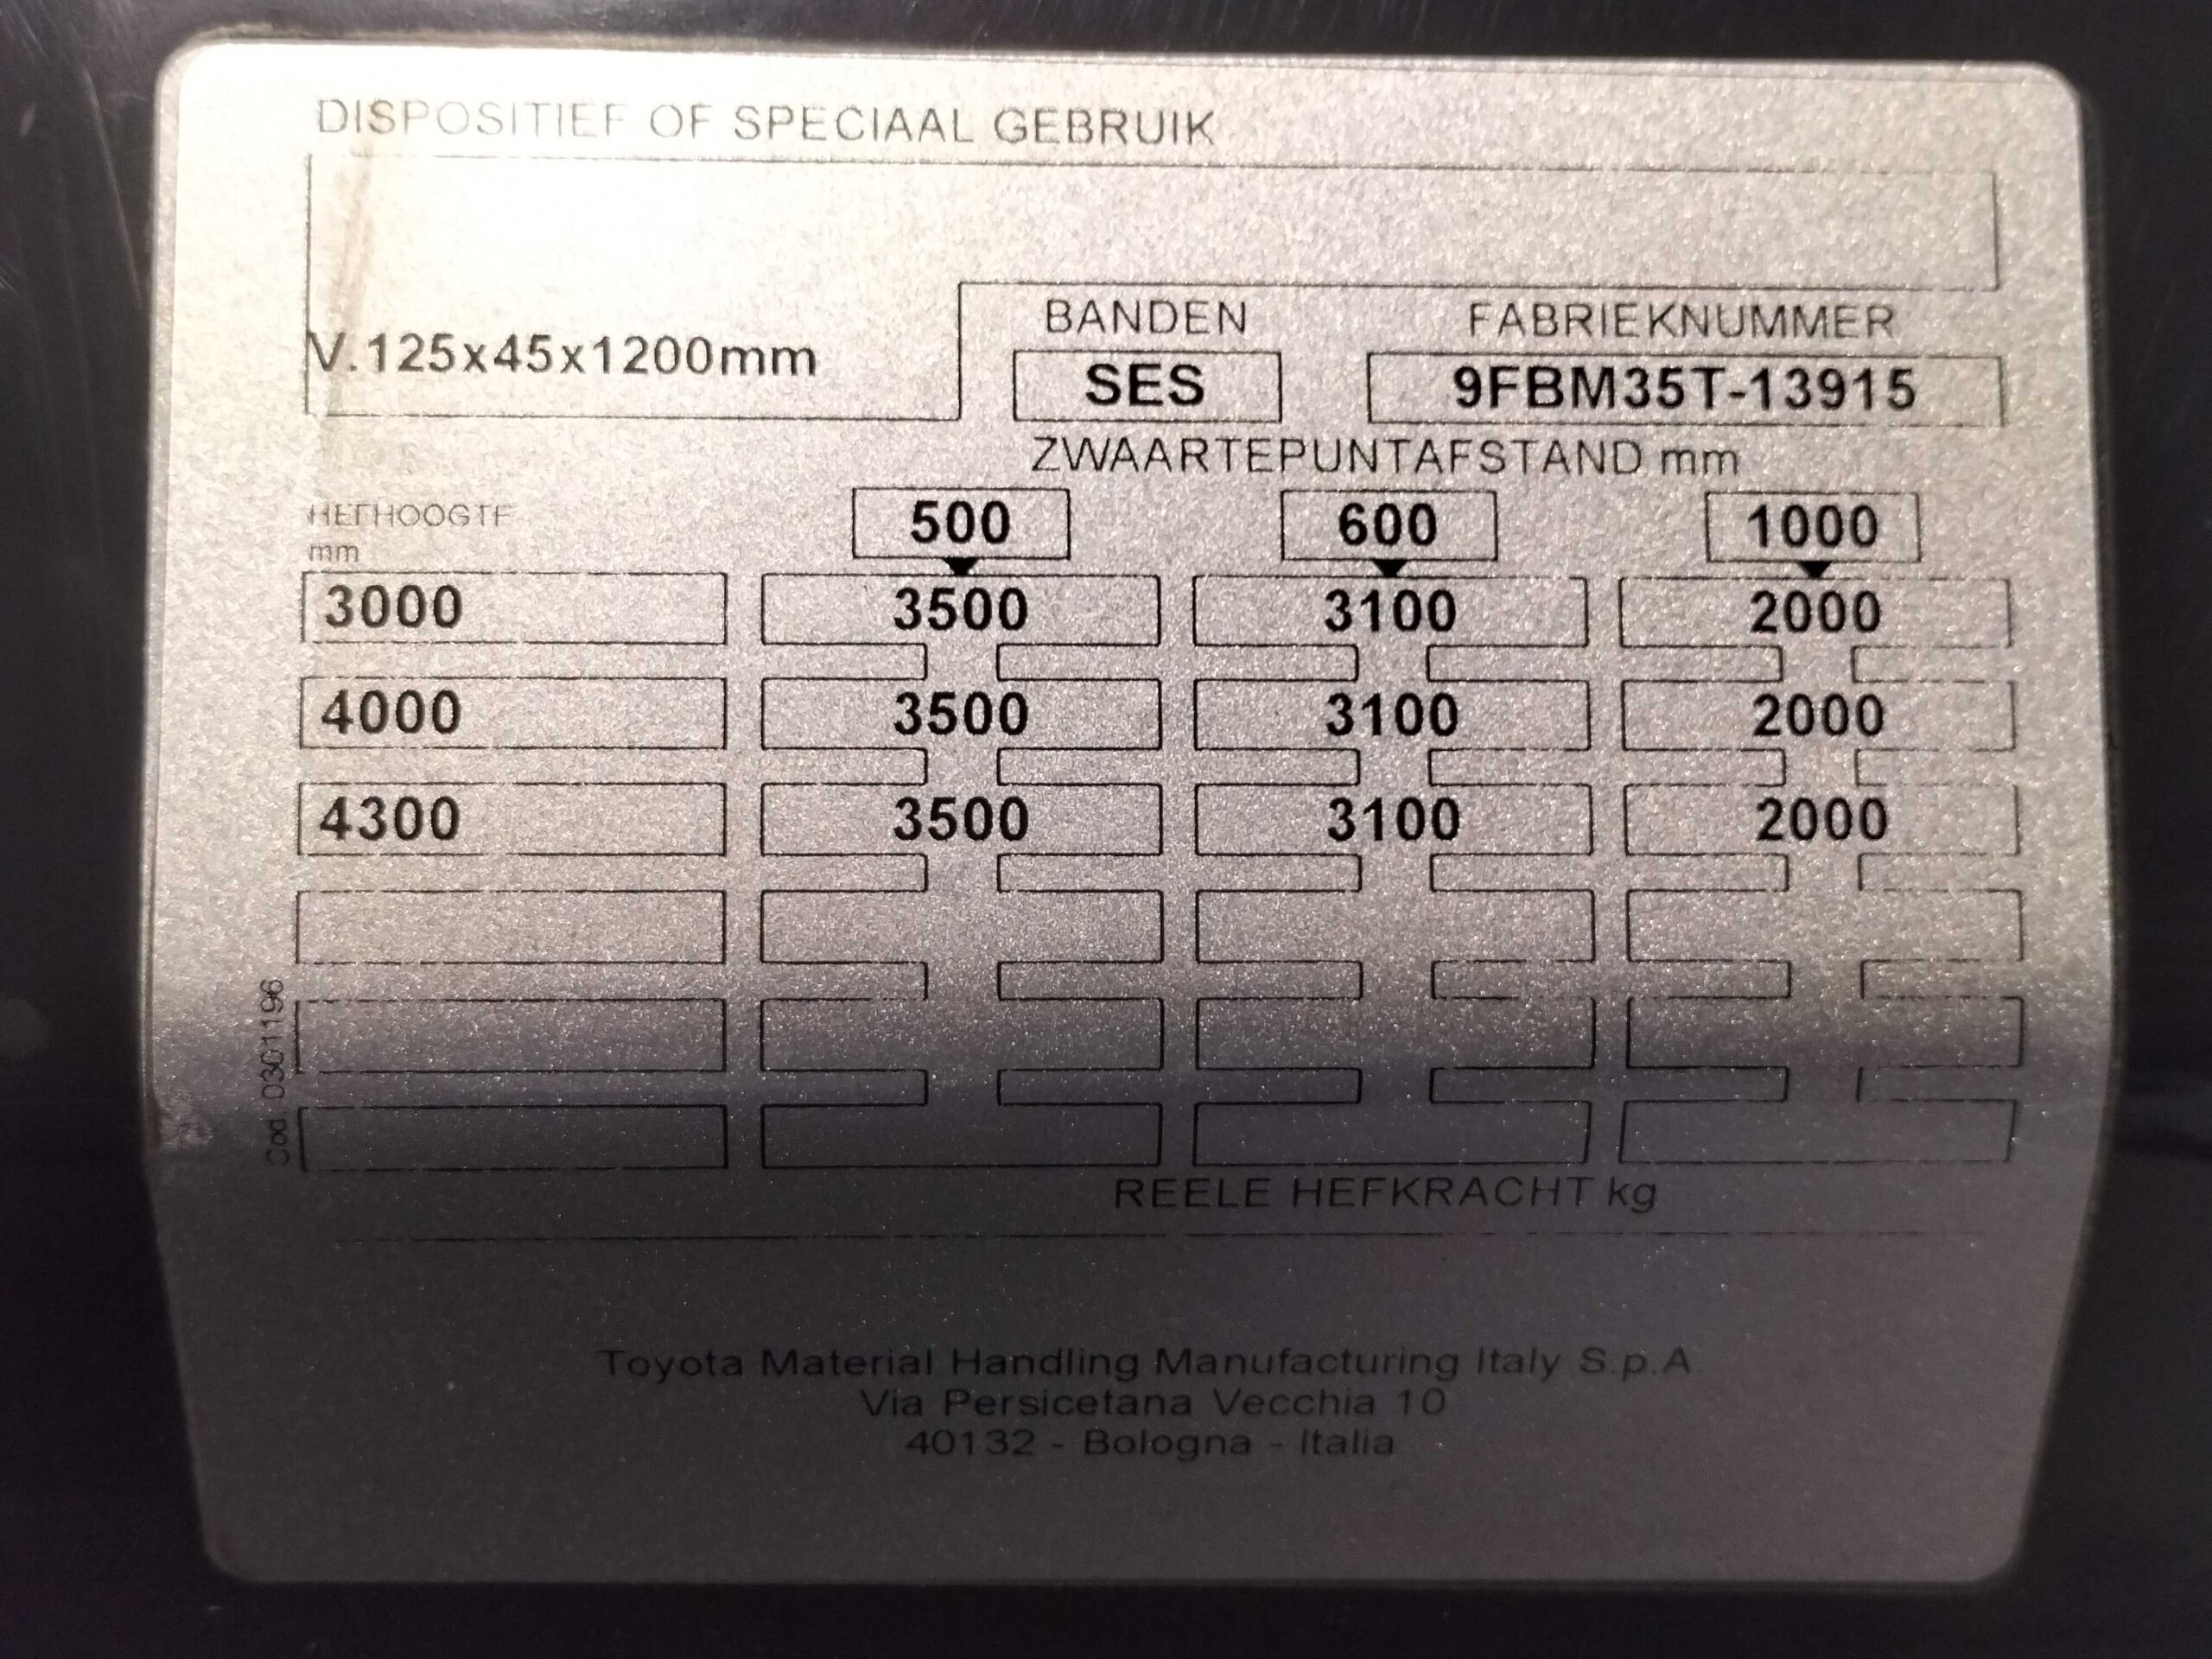 DISPOSITIEF OF SPECIAAL GEBRUIK
V.125x45x1200mm
BANDEN FABRIEKNUMMER
SES 9FBM35T-13915
ZWAARTEPUNTAFSTAND mm
HEFHOOGTE
mm
500 600 1000
3000 3500 3100 2000
4000 3500 3100 2000
4300 3500 3100 2000
Cod. 0301196
REELE HEFKRACHT kg
Toyota Material Handling Manufacturing Italy S.p.A.
Via Persicetana Vecchia 10
40132 - Bologna - Italia